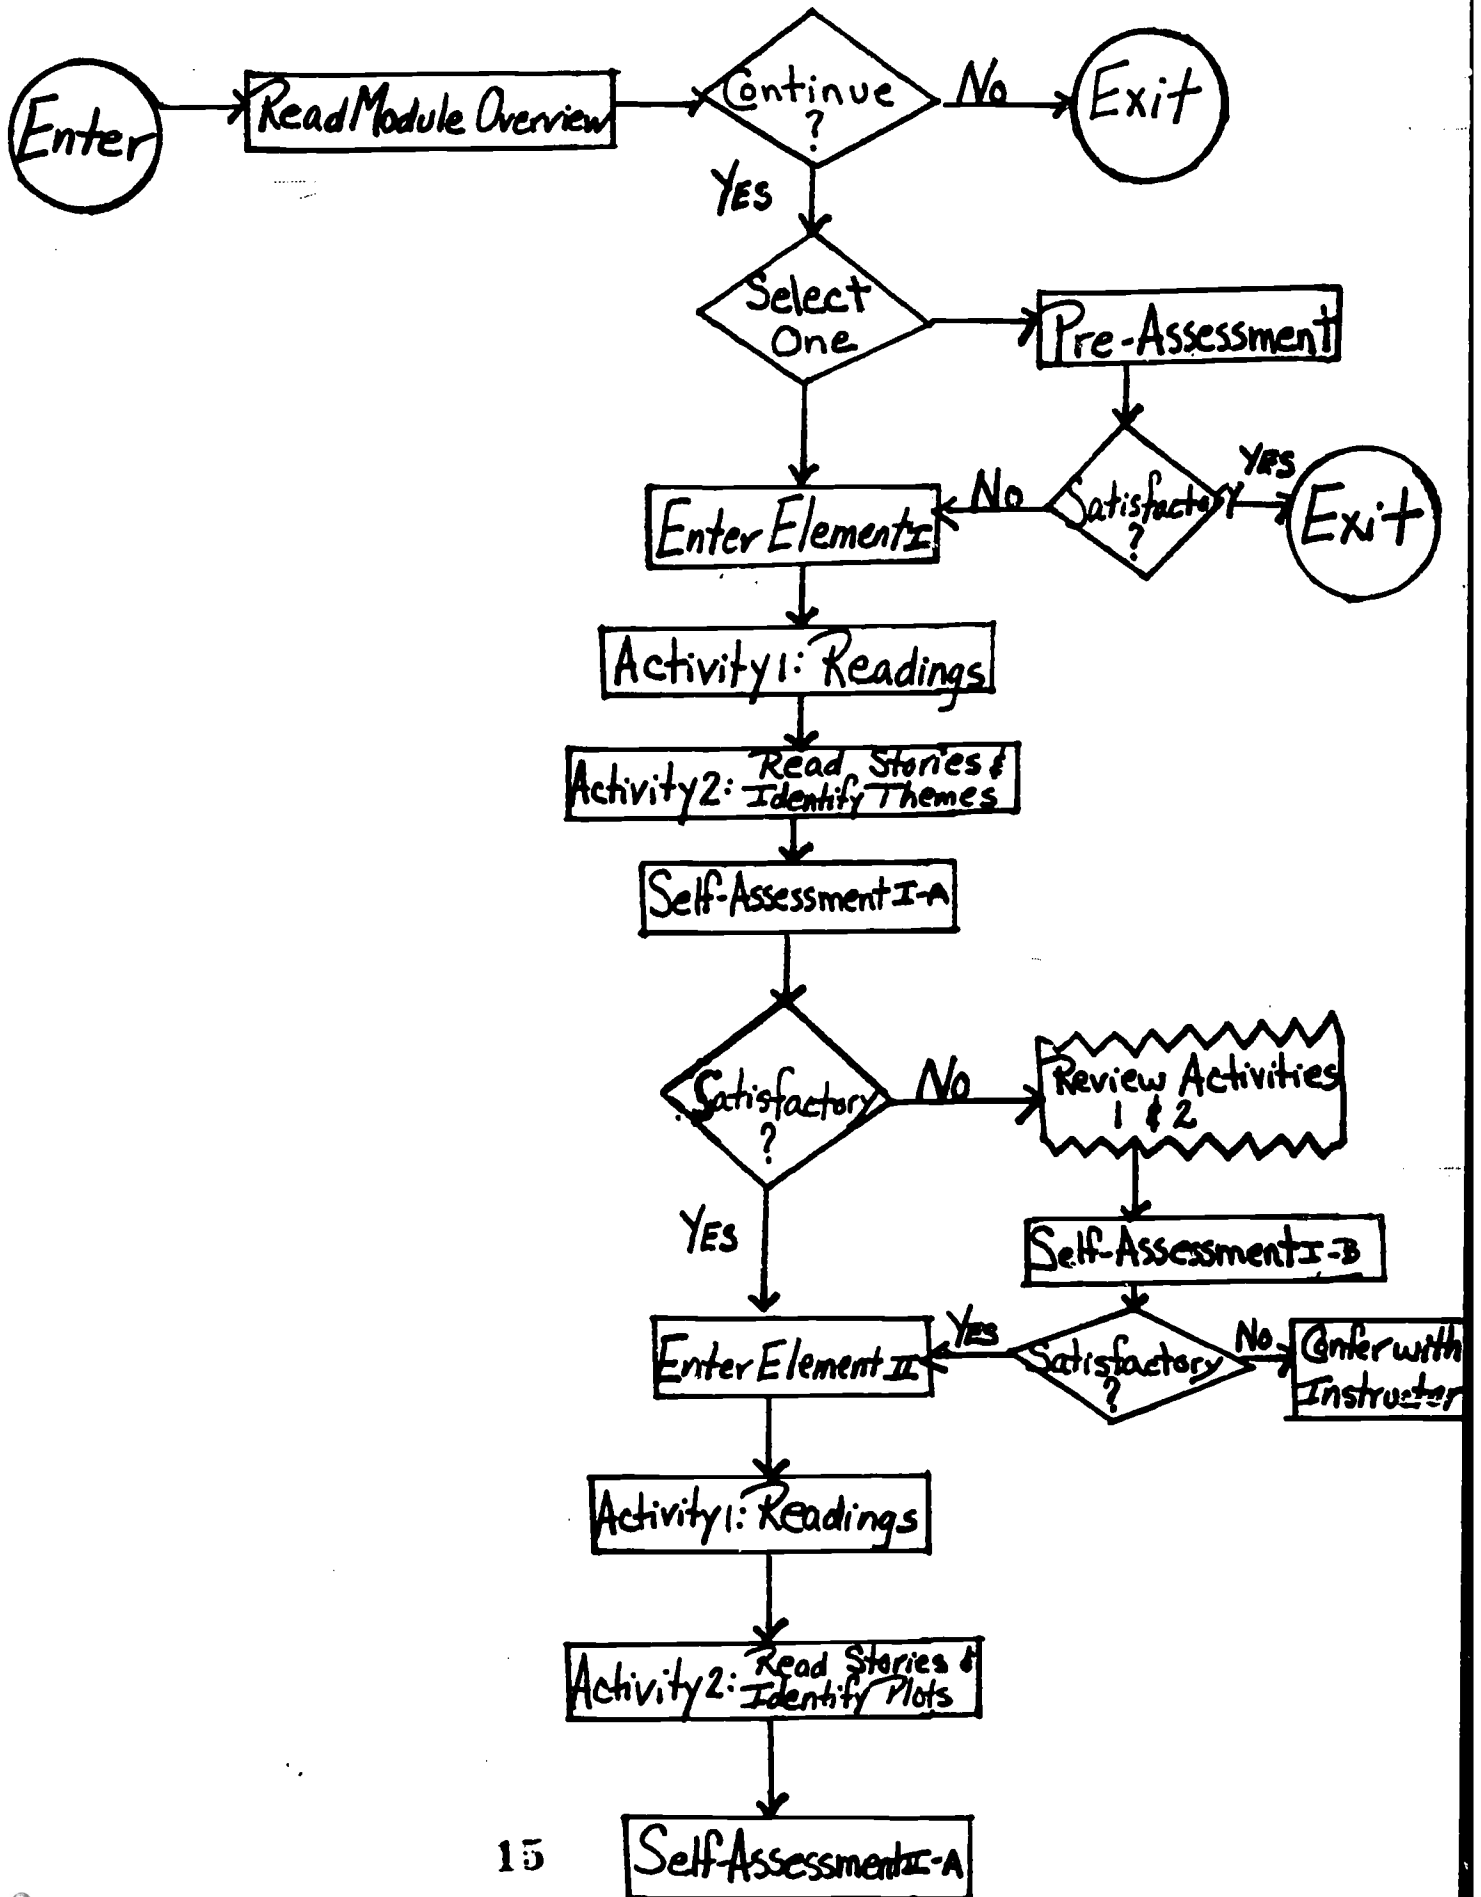 Enter
Read Module Overview
Continue
?
No
Exit
YES
Select
One
Pre-Assessment
Satisfactory
?
YES
Exit
No
Enter Element I
Activity 1: Readings
Activity 2: Read Stories &
Identify Themes
Self-Assessment I-A
Satisfactory
?
No
Review Activities
1 & 2
YES
Self-Assessment I-B
Satisfactory
?
Yes
No
Confer with
Instructor
Enter Element II
Activity 1: Readings
Activity 2: Read Stories &
Identify Plots
Self-Assessment II-A
15